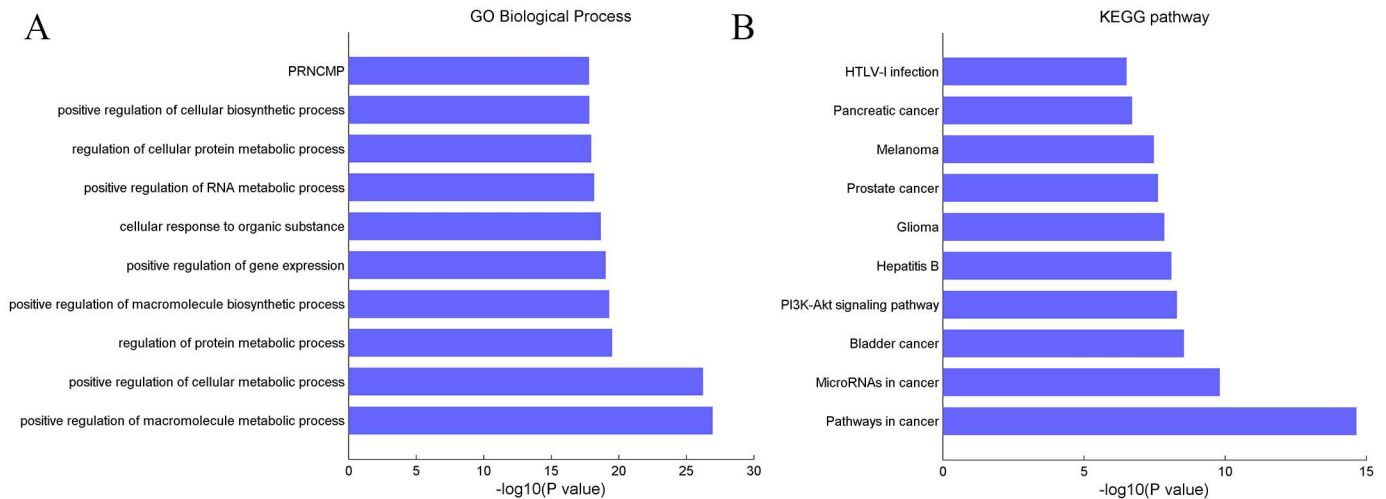 A
GO Biological Process
PRNCMP
positive regulation of cellular biosynthetic process
regulation of cellular protein metabolic process
positive regulation of RNA metabolic process
cellular response to organic substance
positive regulation of gene expression
positive regulation of macromolecule biosynthetic process
regulation of protein metabolic process
positive regulation of cellular metabolic process
positive regulation of macromolecule metabolic process
0 5 10 15 20 25 30
-log10(P value)
B
KEGG pathway
HTLV-I infection
Pancreatic cancer
Melanoma
Prostate cancer
Glioma
Hepatitis B
PI3K-Akt signaling pathway
Bladder cancer
MicroRNAs in cancer
Pathways in cancer
0 5 10 15
-log10(P value)